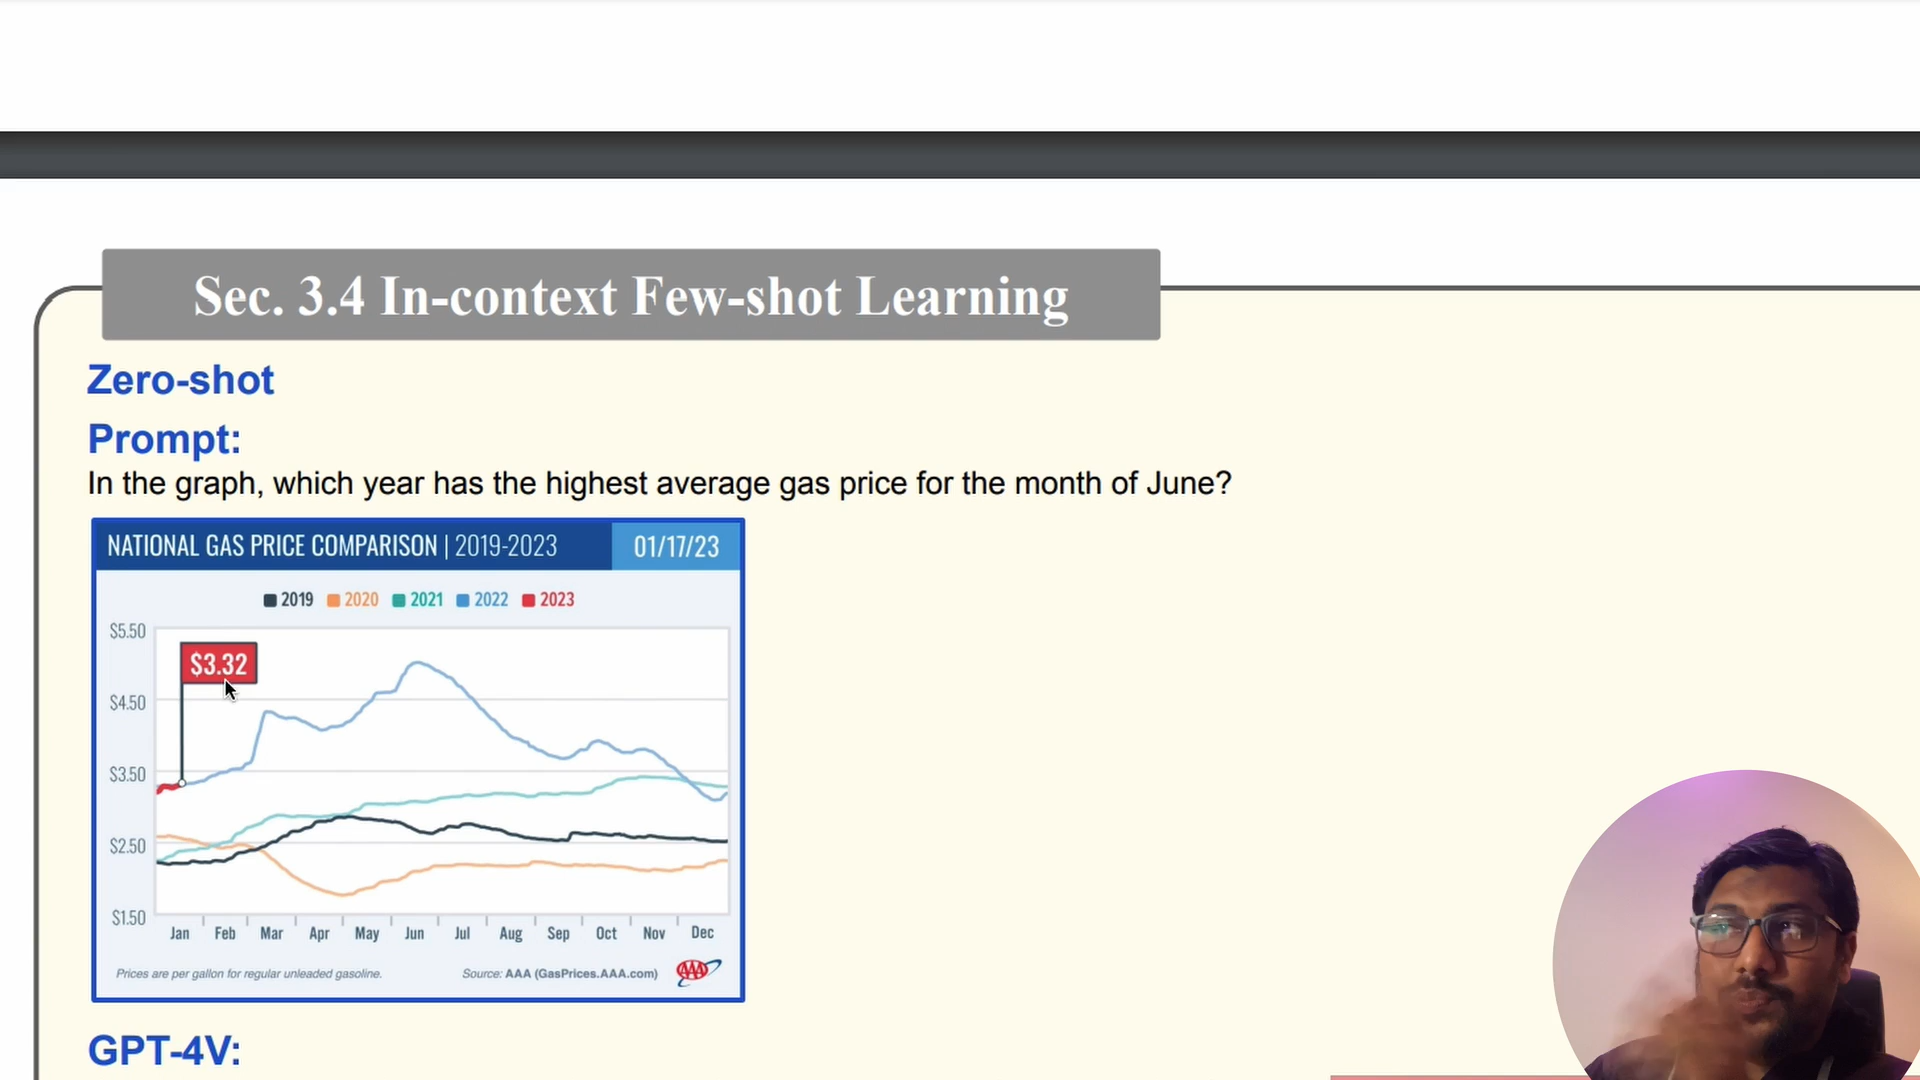 Sec. 3.4 In-context Few-shot Learning
Zero-shot
Prompt:
In the graph, which year has the highest average gas price for the month of June?
NATIONAL GAS PRICE COMPARISON | 2019-2023
01/17/23
2019 2020 2021 2022 2023
$5.50
$3.32
$4.50
$3.50
$2.50
$1.50
Jan Feb Mar Apr May Jun Jul Aug Sep Oct Nov Dec
Prices are per gallon for regular unleaded gasoline.
Source: AAA (GasPrices.AAA.com)
AAA
GPT-4V: